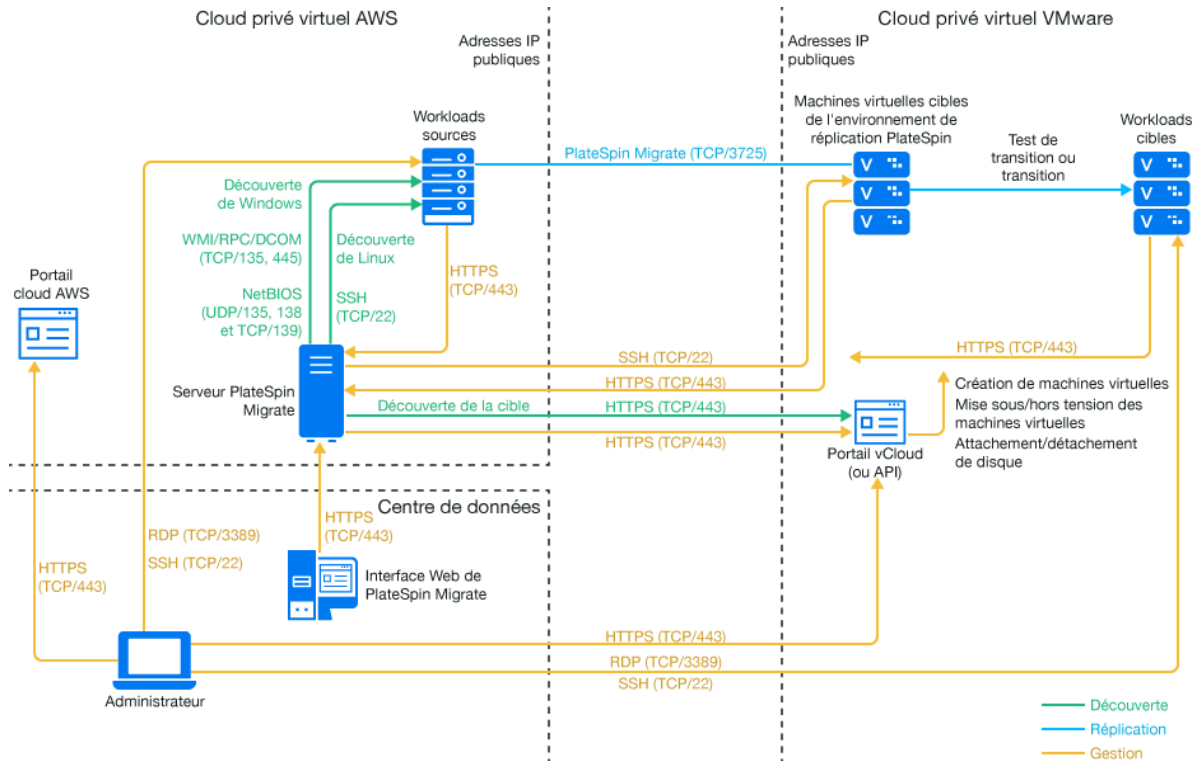 Cloud privé virtuel AWS
Cloud privé virtuel VMware
Adresses IP
publiques
Adresses IP
publiques
Workloads
sources
Machines virtuelles cibles
de l'environnement de
réplication PlateSpin
Workloads
cibles
PlateSpin Migrate (TCP/3725)
Test de
transition ou
transition
Découverte
de Windows
WMI/RPC/DCOM
(TCP/135, 445)
Découverte
de Linux
HTTPS
(TCP/443)
NetBIOS
(UDP/135, 138
et TCP/139)
SSH
(TCP/22)
Portail
cloud AWS
Serveur PlateSpin
Migrate
SSH (TCP/22)
HTTPS (TCP/443)
HTTPS (TCP/443)
Découverte de la cible
HTTPS (TCP/443)
HTTPS (TCP/443)
Création de machines virtuelles
Mise sous/hors tension des
machines virtuelles
Attachement/détachement
de disque
Portail vCloud
(ou API)
Centre de données
HTTPS
(TCP/443)
RDP (TCP/3389)
SSH (TCP/22)
HTTPS
(TCP/443)
Interface Web de
PlateSpin Migrate
HTTPS (TCP/443)
RDP (TCP/3389)
SSH (TCP/22)
Administrateur
Découverte
Réplication
Gestion
V
V
V
V
V
V